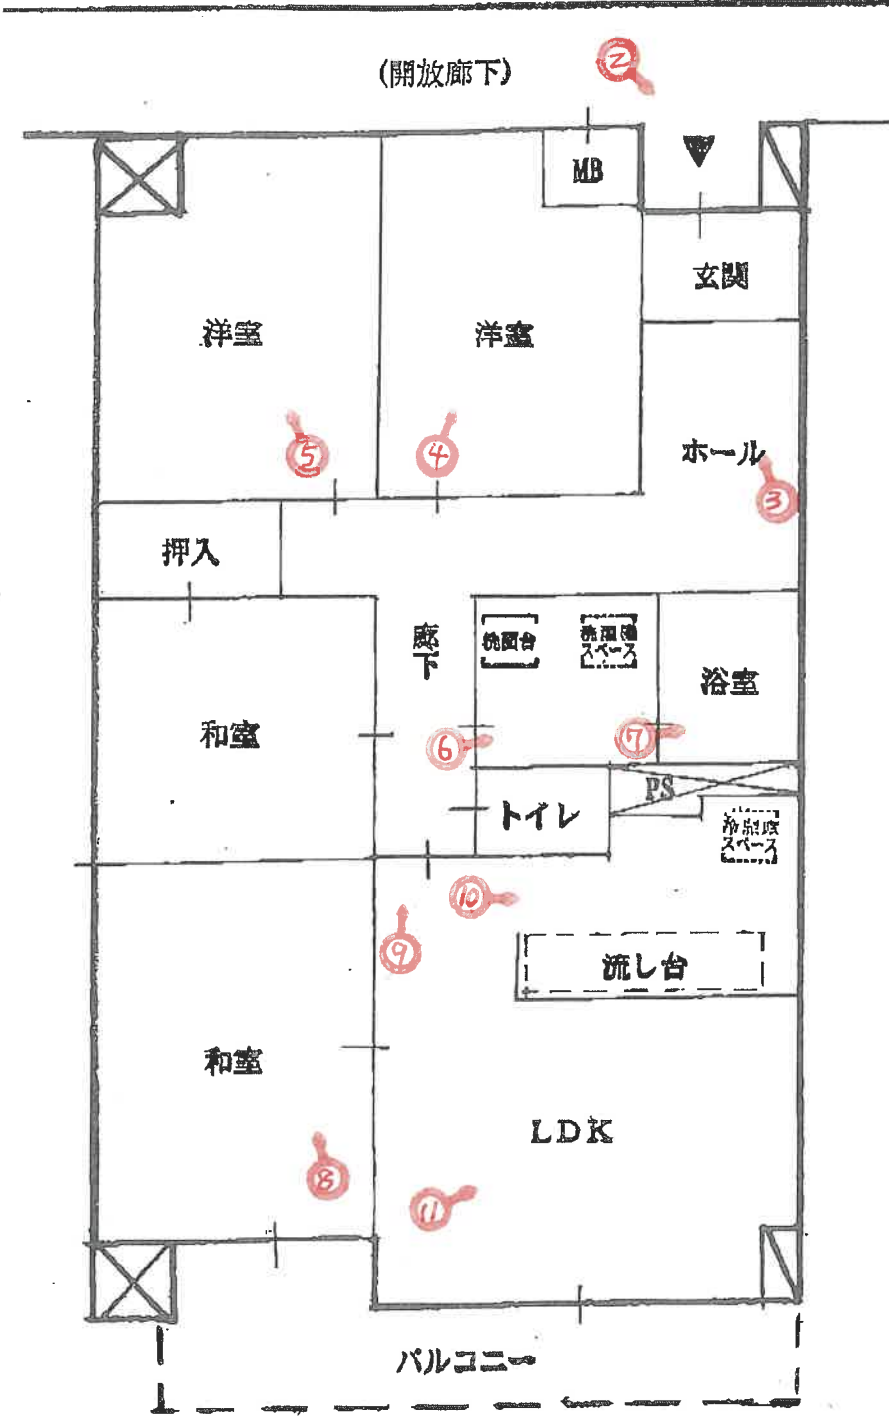 ②
(開放廊下)
MB
玄関
洋室
洋室
ホール
⑤
④
③
押入
廊下
洗面台
洗濯機
スペース
浴室
和室
⑥
⑦
PS
トイレ
冷蔵庫
スペース
⑩
⑨
流し台
和室
LDK
⑧
⑪
バルコニー